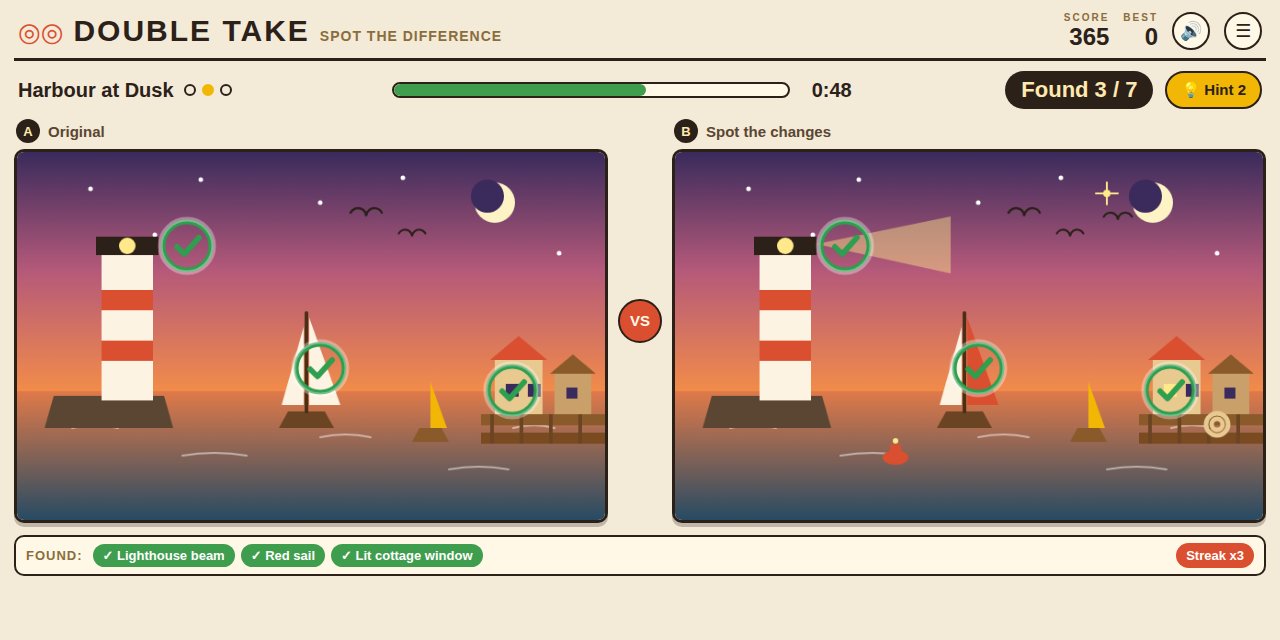 DOUBLE TAKE SPOT THE DIFFERENCE
SCORE 365
BEST 0
Harbour at Dusk
0:48
Found 3 / 7
Hint 2
A Original
B Spot the changes
VS
FOUND: ✓ Lighthouse beam ✓ Red sail ✓ Lit cottage window Streak x3